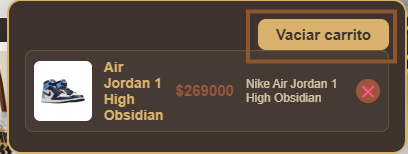 Vaciar carrito
Air
Jordan 1
High
Obsidian
$269000
Nike Air Jordan 1
High Obsidian